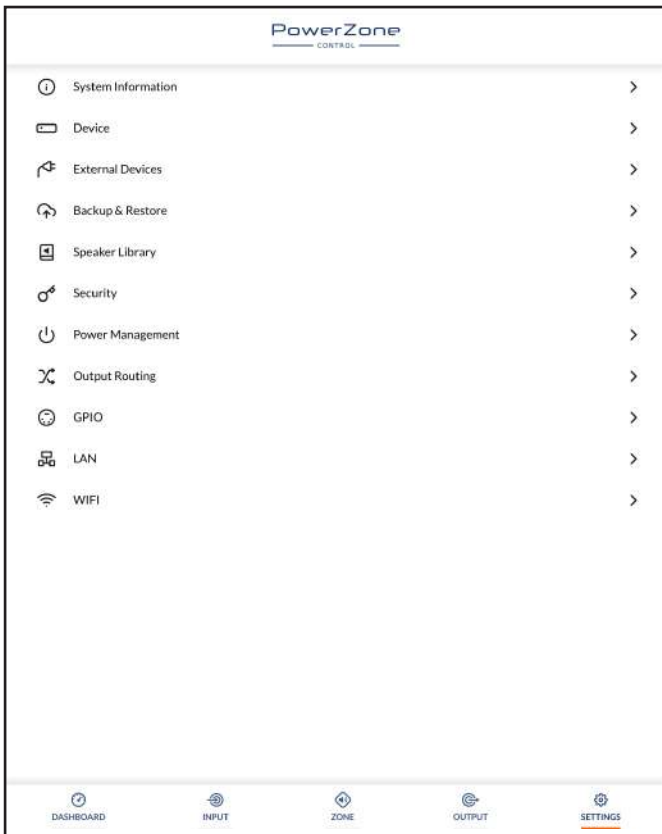 PowerZone
CONTROL
System Information
Device
External Devices
Backup & Restore
Speaker Library
Security
Power Management
Output Routing
GPIO
LAN
WIFI
DASHBOARD INPUT ZONE OUTPUT SETTINGS